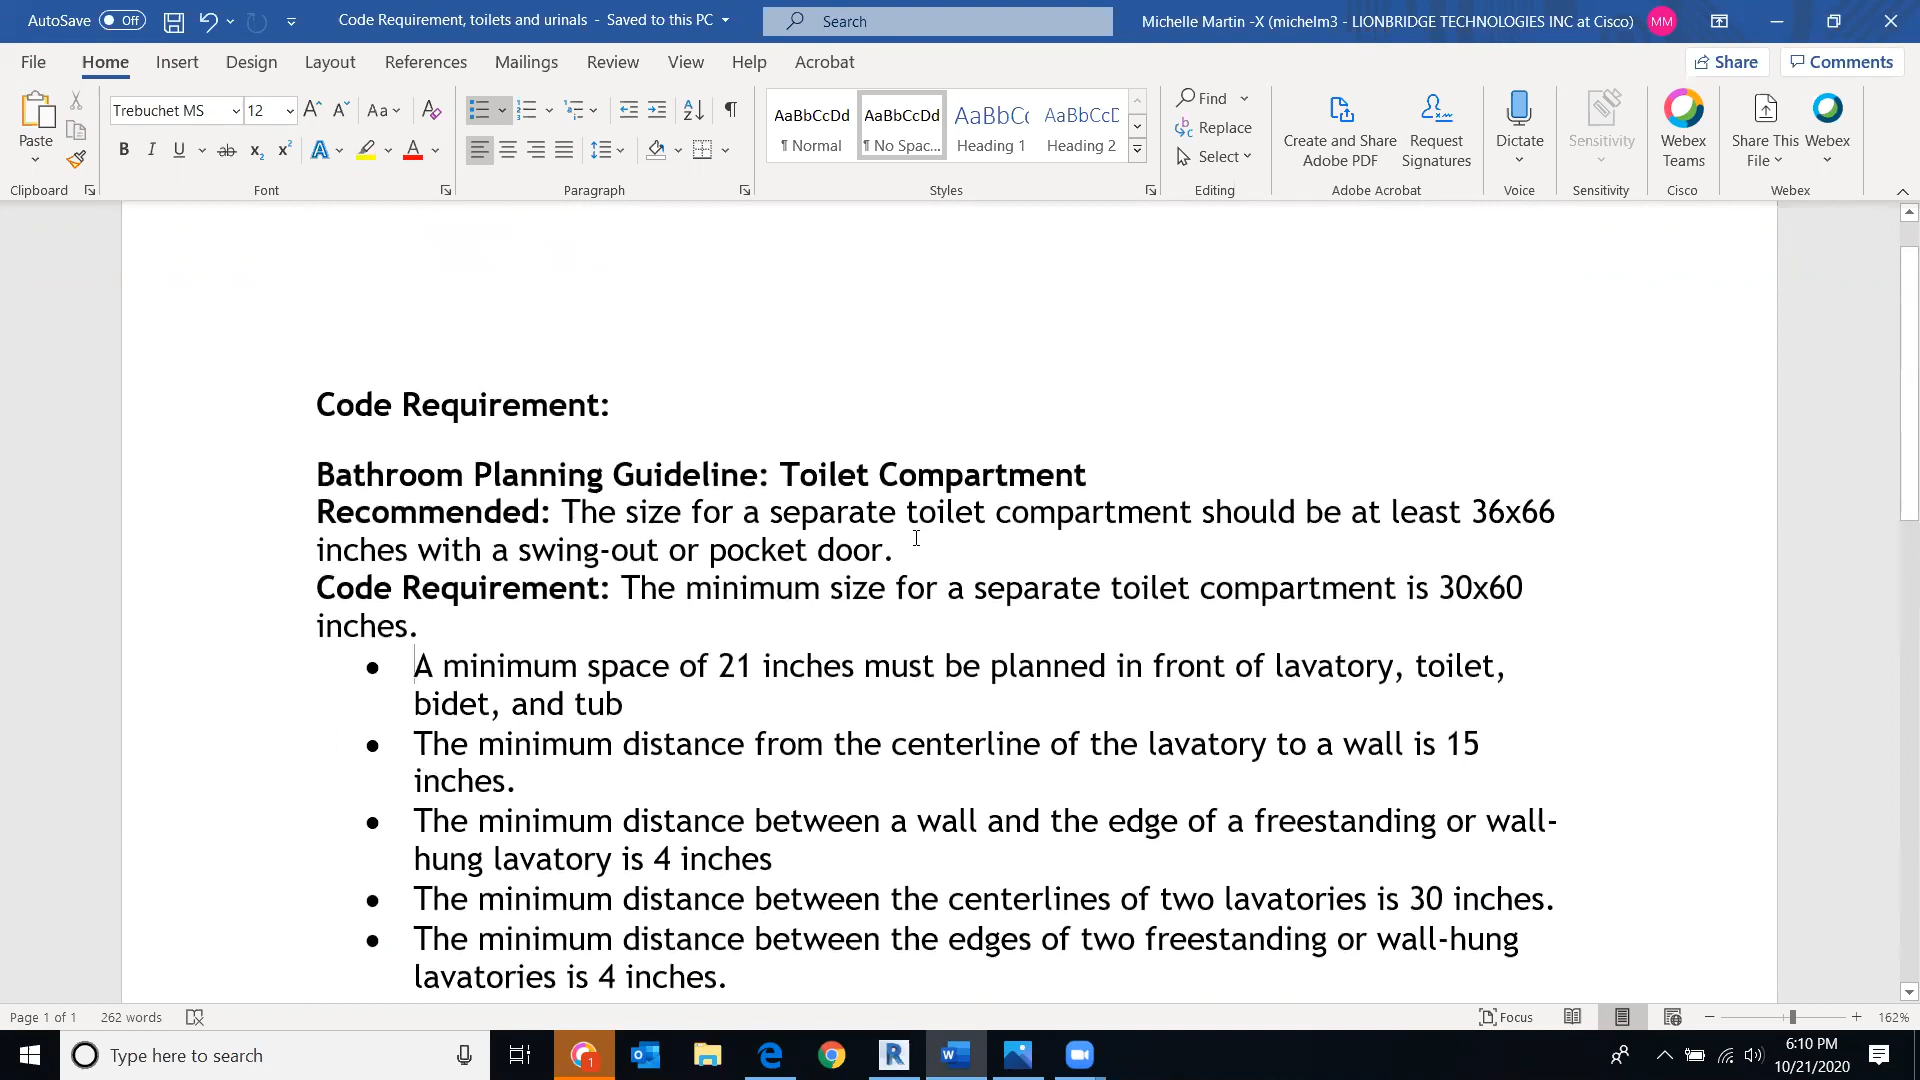 AutoSave Off
Code Requirement, toilets and urinals - Saved to this PC
Search
Michelle Martin -X (michelm3 - LIONBRIDGE TECHNOLOGIES INC at Cisco) MM
File Home Insert Design Layout References Mailings Review View Help Acrobat
Share Comments
Trebuchet MS 12 Aa
Find
Replace
Select
B I U ab x₂ x² A A
AaBbCcDd AaBbCcDd AaBbCc AaBbCcD
¶ Normal ¶ No Spac... Heading 1 Heading 2
Paste
Create and Share
Adobe PDF
Request
Signatures
Dictate
Sensitivity
Webex
Teams
Share This
File
Webex
Clipboard Font Paragraph Styles Editing Adobe Acrobat Voice Sensitivity Cisco Webex
Code Requirement:
Bathroom Planning Guideline: Toilet Compartment
Recommended: The size for a separate toilet compartment should be at least 36x66
inches with a swing-out or pocket door.
Code Requirement: The minimum size for a separate toilet compartment is 30x60
inches.
• A minimum space of 21 inches must be planned in front of lavatory, toilet,
bidet, and tub
• The minimum distance from the centerline of the lavatory to a wall is 15
inches.
• The minimum distance between a wall and the edge of a freestanding or wall-
hung lavatory is 4 inches
• The minimum distance between the centerlines of two lavatories is 30 inches.
• The minimum distance between the edges of two freestanding or wall-hung
lavatories is 4 inches.
Page 1 of 1 262 words
Focus
162%
Type here to search
1
6:10 PM
10/21/2020